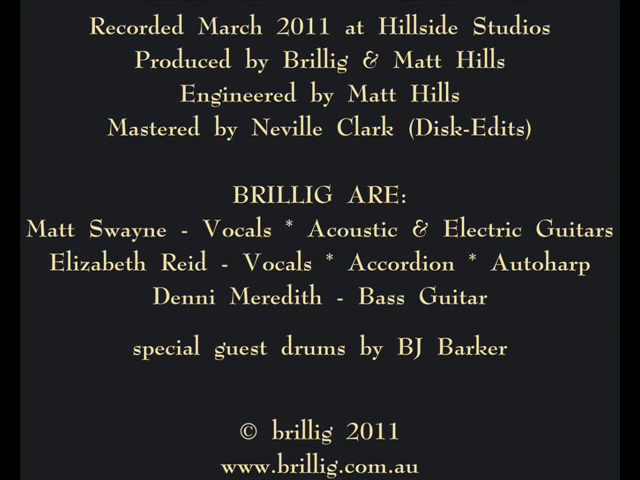 Recorded March 2011 at Hillside Studios
Produced by Brillig & Matt Hills
Engineered by Matt Hills
Mastered by Neville Clark (Disk-Edits)
BRILLIG ARE:
Matt Swayne - Vocals * Acoustic & Electric Guitars
Elizabeth Reid - Vocals * Accordion * Autoharp
Denni Meredith - Bass Guitar
special guest drums by BJ Barker
© brillig 2011
www.brillig.com.au